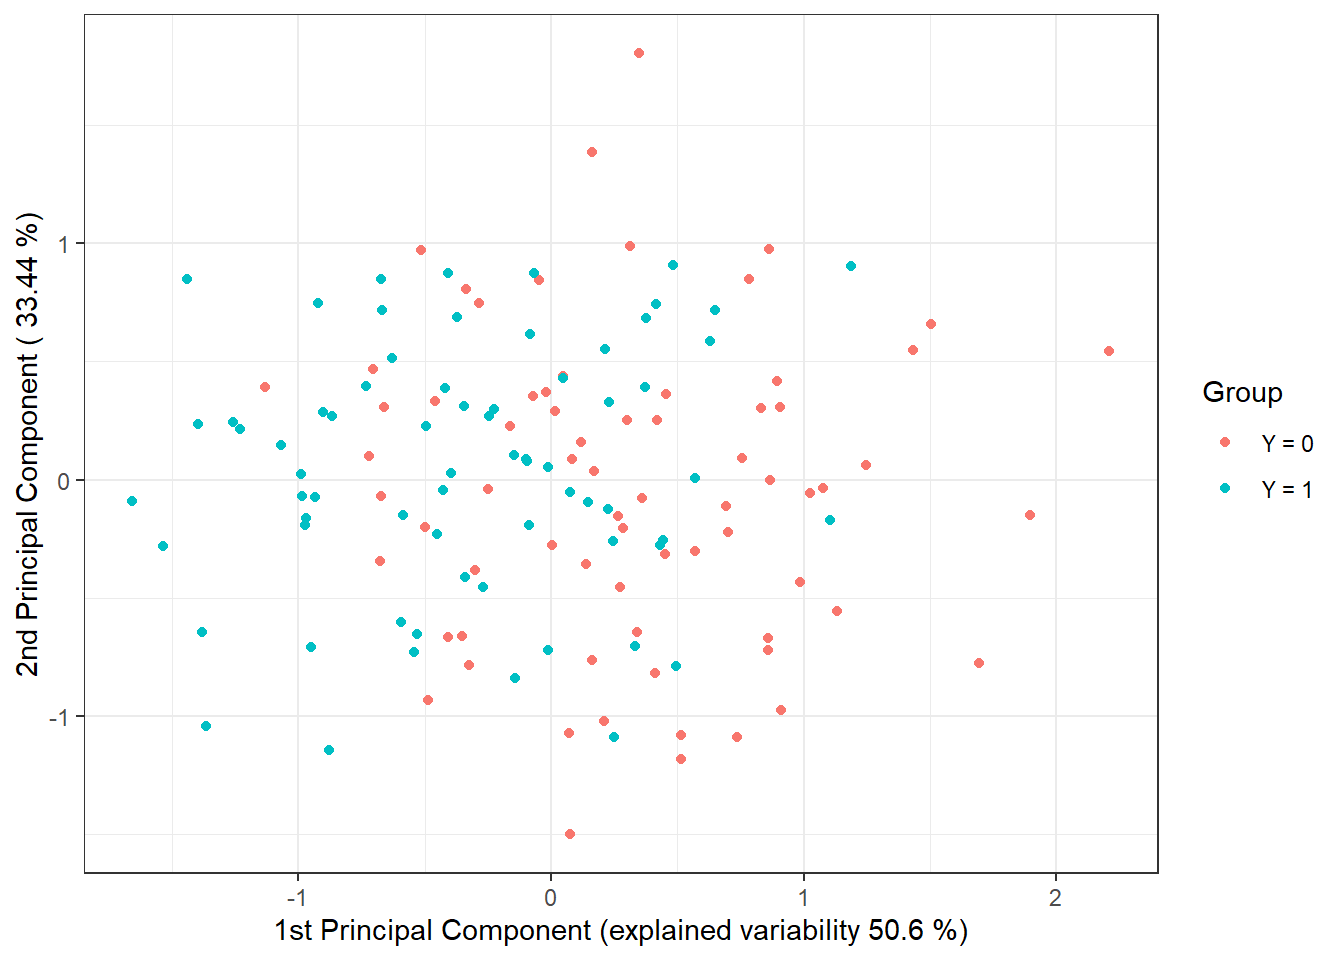 2nd Principal Component ( 33.44 %)
1
0
-1
-1
0
1
2
1st Principal Component (explained variability 50.6 %)
Group
Y = 0
Y = 1